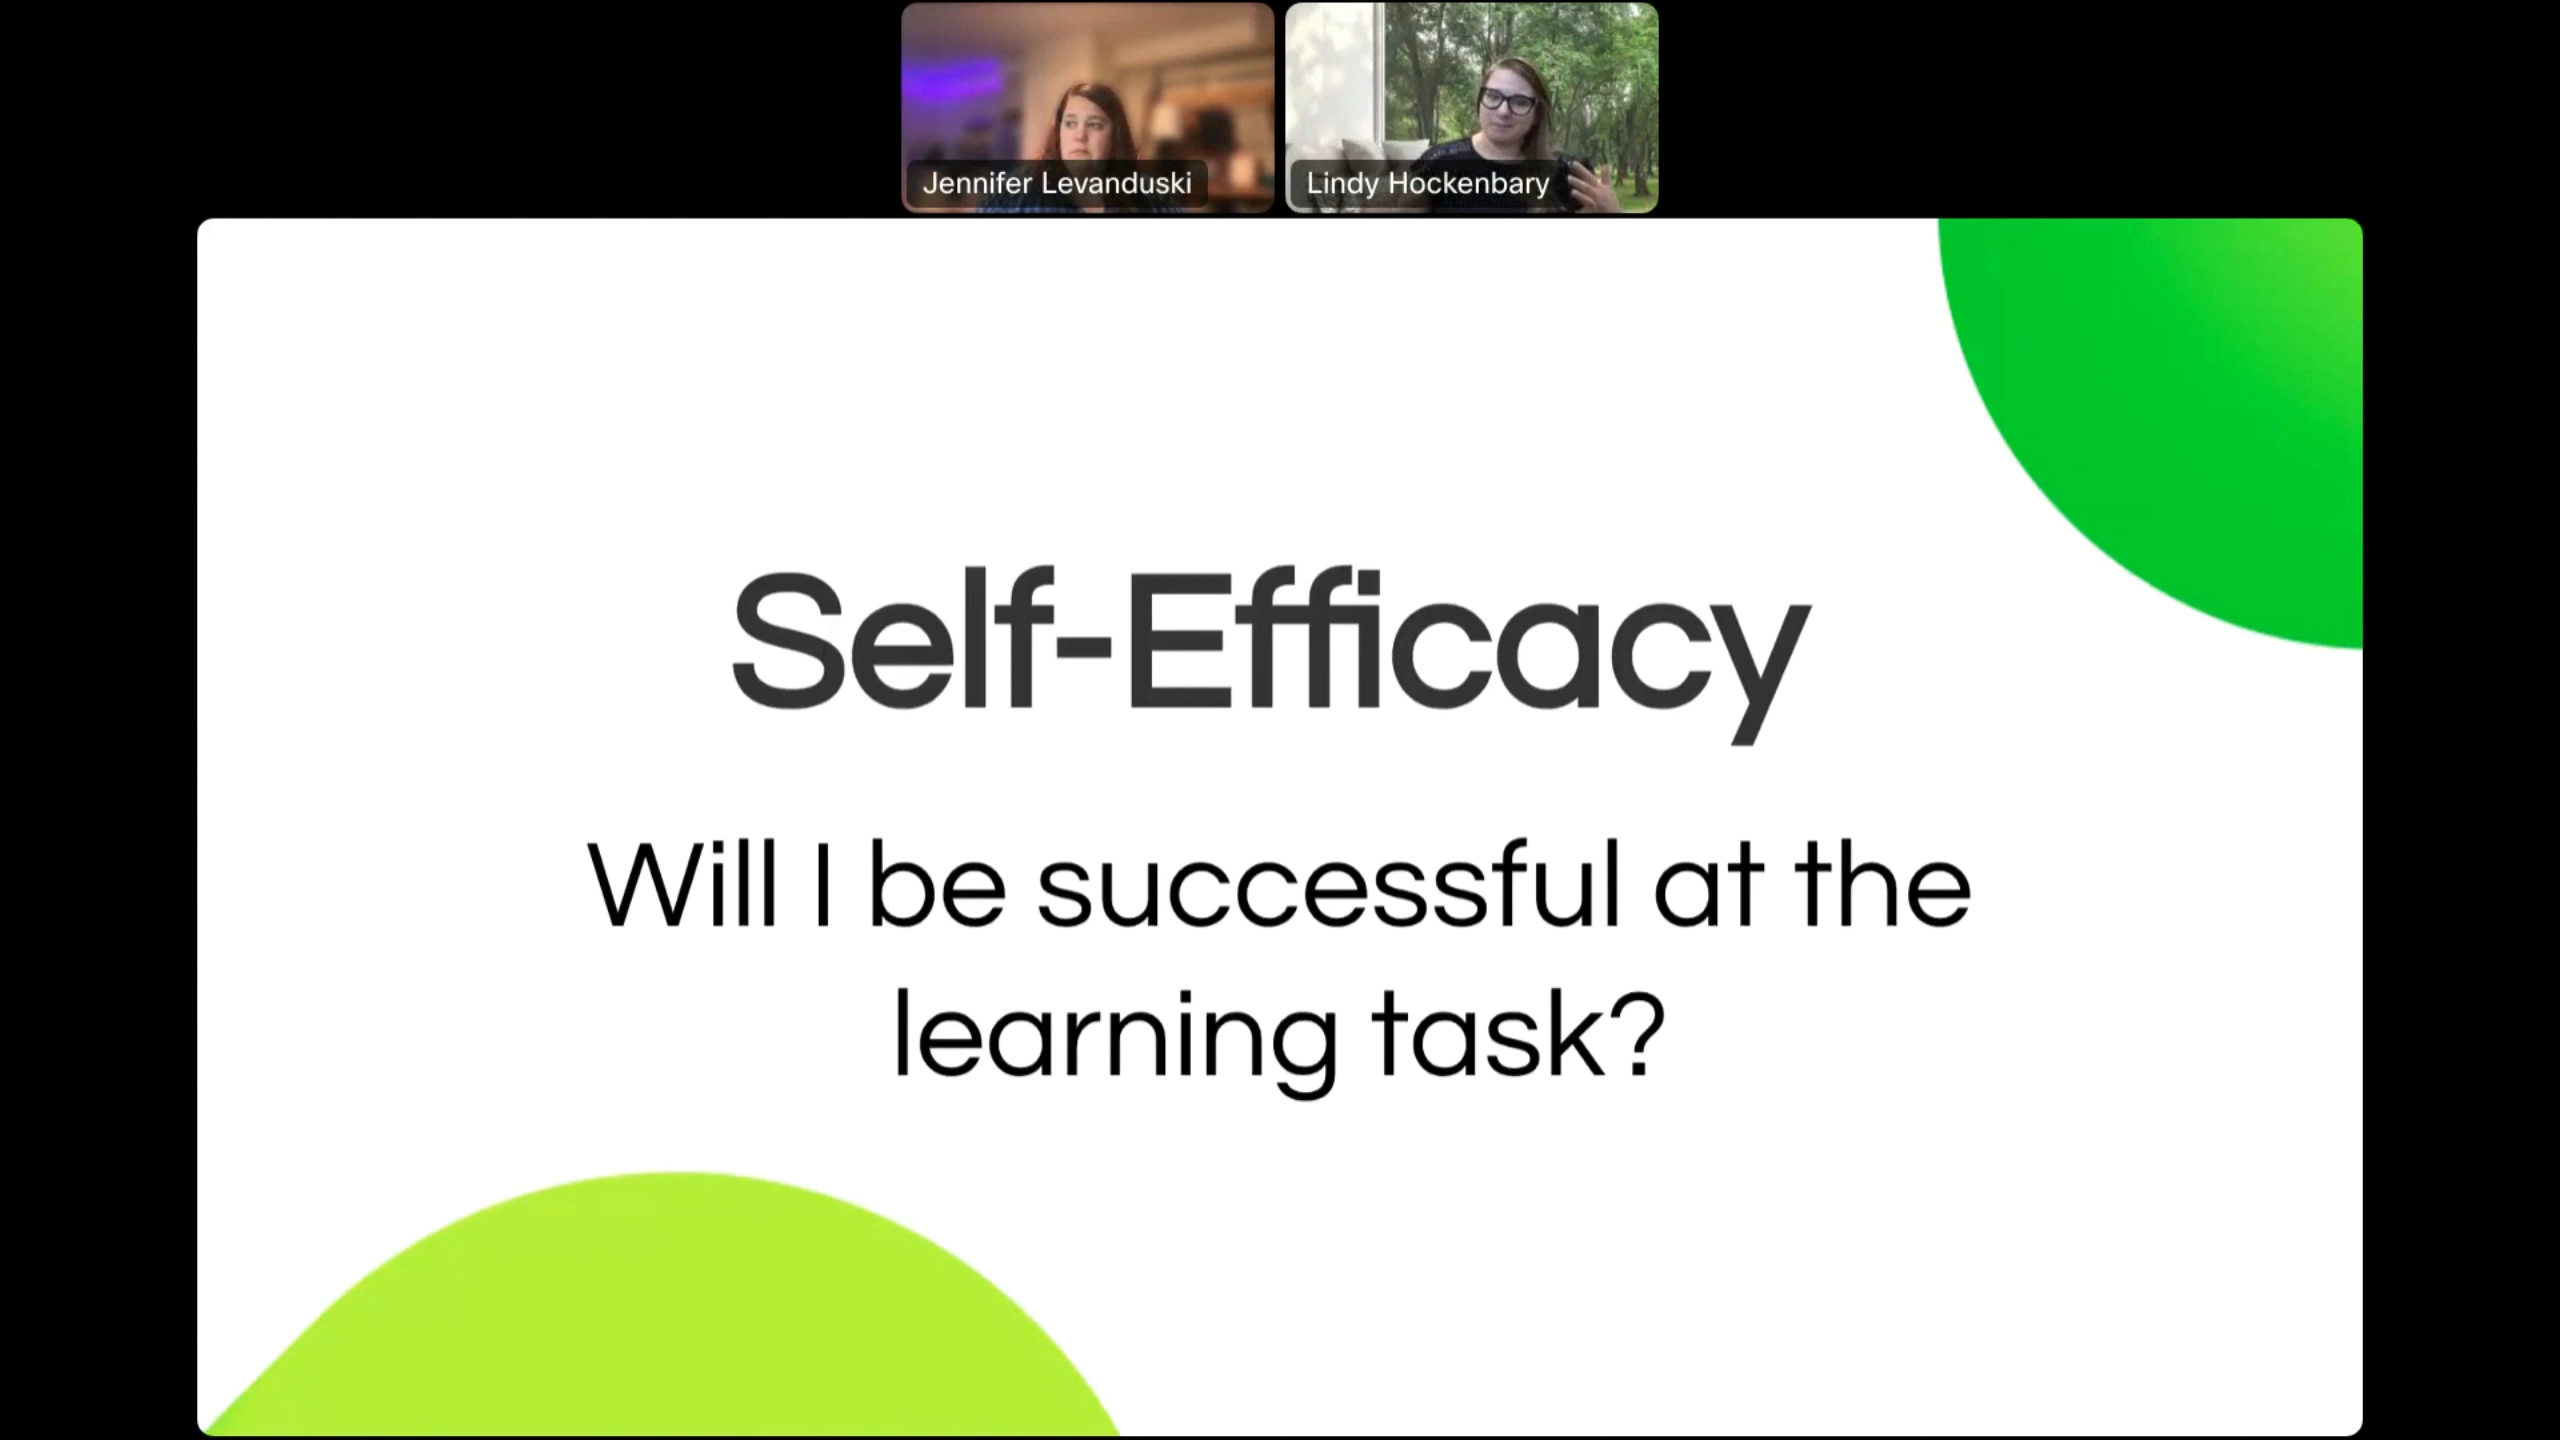 Jennifer Levanduski
Lindy Hockenbary
Self-Efficacy
Will I be successful at the
learning task?